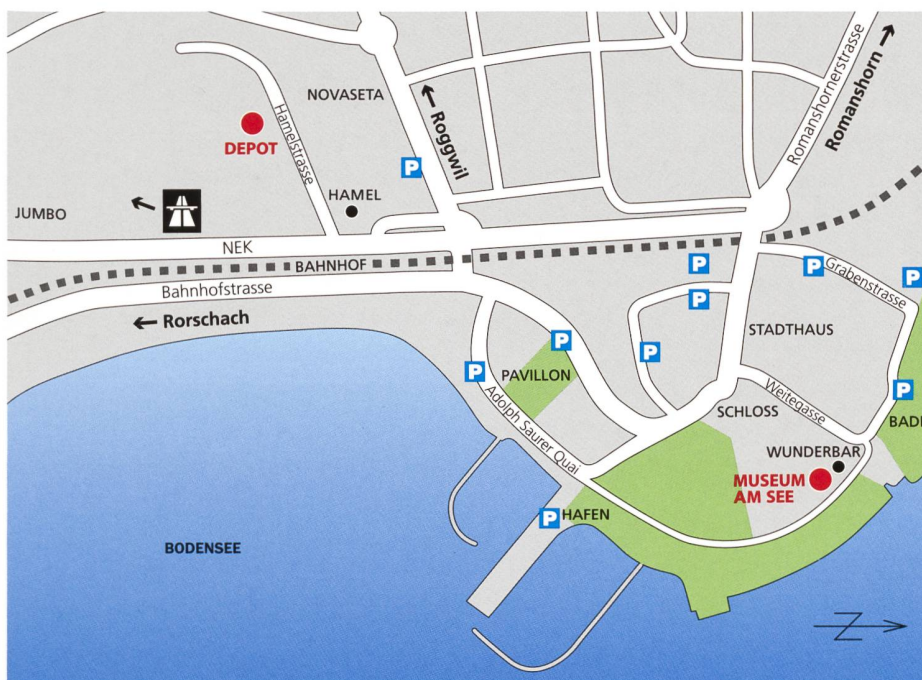 Romanshornerstrasse
Romanshorn
NOVASETA
Hamelstrasse
DEPOT
Roggwil
P
HAMEL
JUMBO
NEK
BAHNHOF
P
P
P
Grabenstrasse
Bahnhofstrasse
P
Rorschach
STADTHAUS
P
P
P
PAVILLON
P
Adolph Saurer Quai
SCHLOSS
Weitegasse
BADI
WUNDERBAR
MUSEUM
AM SEE
P
HAFEN
BODENSEE
N